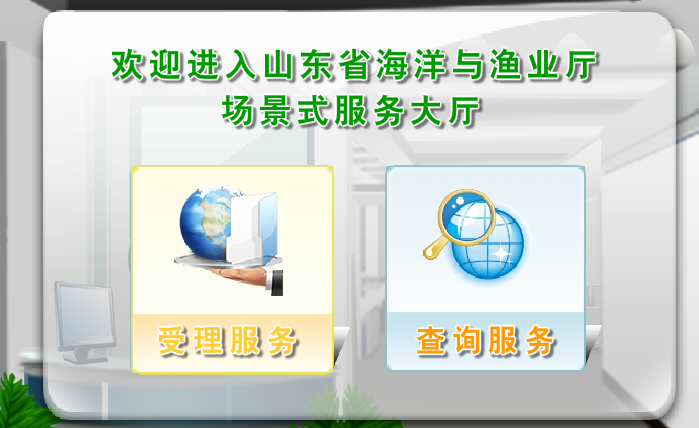 欢迎进入山东省海洋与渔业厅
场景式服务大厅
受理服务
查询服务